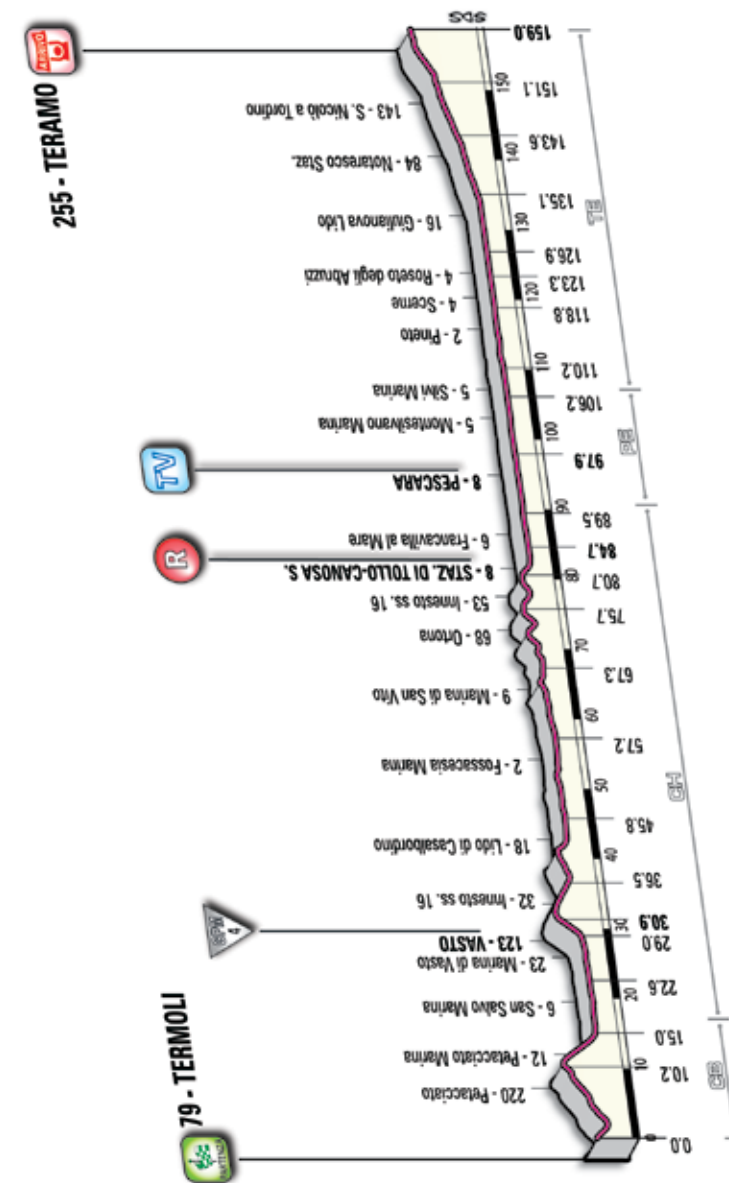 79 - TERMOLI
PARTENZA
220 - Petacciato
12 - Petacciato Marina
6 - San Salvo Marina
23 - Marina di Vasto
123 - VASTO
GPM
4
32 - Innesto ss. 16
18 - Lido di Casalbordino
2 - Fossacesia Marina
9 - Marina di San Vito
68 - Ortona
53 - Innesto ss. 16
8 - STAZ. DI TOLLO-CANOSA S.
R
6 - Francavilla al Mare
8 - PESCARA
TV
5 - Montesilvano Marina
5 - Silvi Marina
2 - Pineto
4 - Scerne
4 - Roseto degli Abruzzi
16 - Giulianova Lido
84 - Notaresco Staz.
143 - S. Nicolò a Tordino
255 - TERAMO
ARRIVO
SDS
0
10
20
30
40
50
60
70
80
90
100
110
120
130
140
150
0.0
10.2
15.0
22.6
29.0
30.9
36.5
45.8
57.2
67.3
75.7
80.7
84.7
89.5
97.9
106.2
110.2
118.8
123.3
126.9
135.1
143.6
151.1
159.0
CB
CH
PE
TE